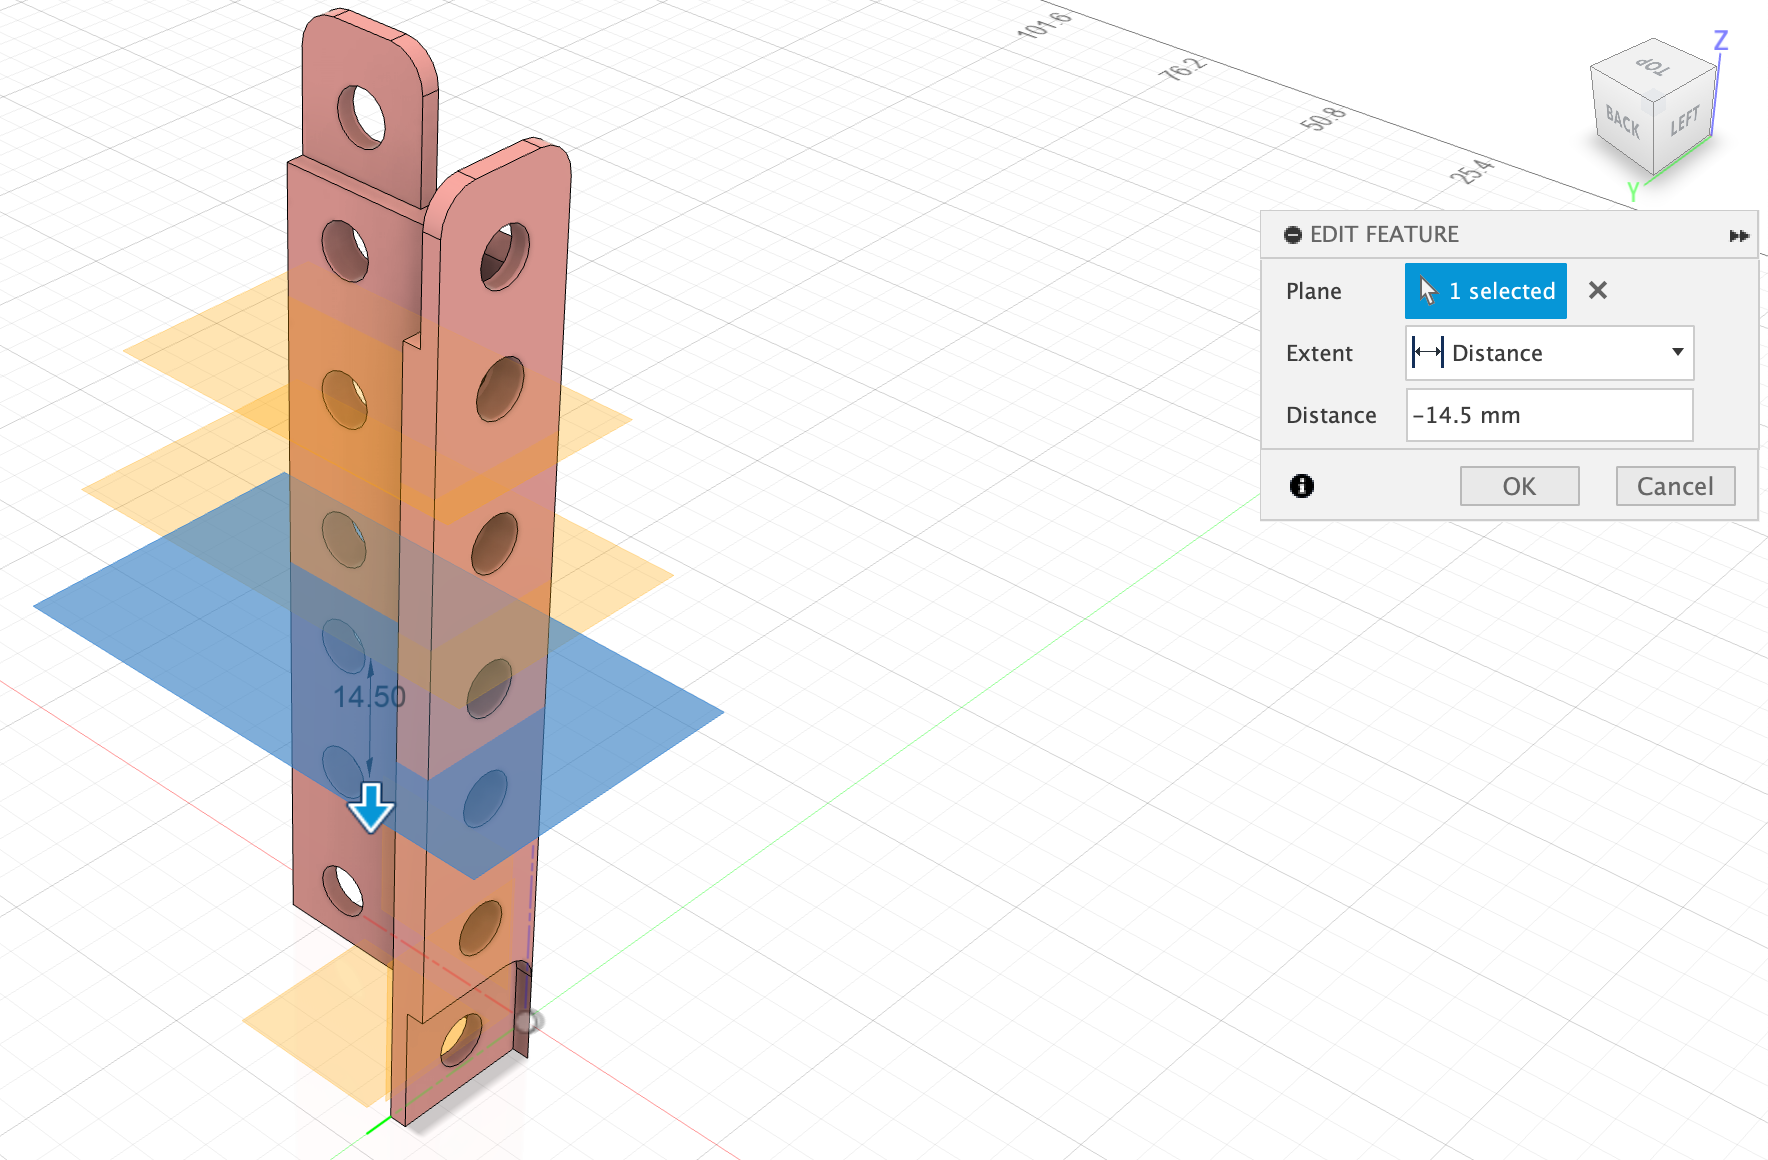 101.6
76.2
50.8
25.4
Z
TOP
BACK
LEFT
Y
EDIT FEATURE
Plane
1 selected
Extent
Distance
Distance
-14.5 mm
OK
Cancel
14.50